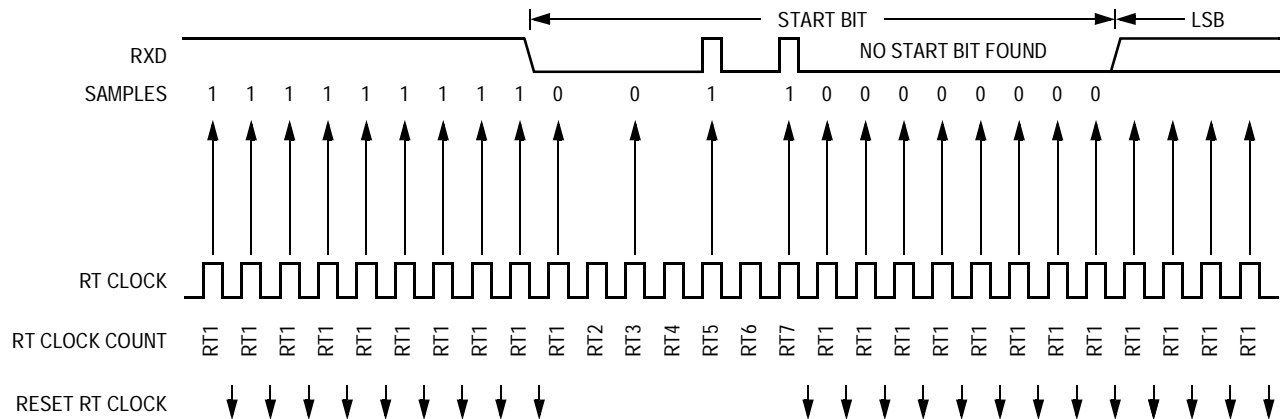 START BIT LSB
RXD NO START BIT FOUND
SAMPLES 1 1 1 1 1 1 1 1 1 0 0 1 1 0 0 0 0 0 0 0 0
RT CLOCK
RT CLOCK COUNT RT1 RT1 RT1 RT1 RT1 RT1 RT1 RT1 RT1 RT1 RT2 RT3 RT4 RT5 RT6 RT7 RT1 RT1 RT1 RT1 RT1 RT1 RT1 RT1 RT1 RT1 RT1 RT1
RESET RT CLOCK